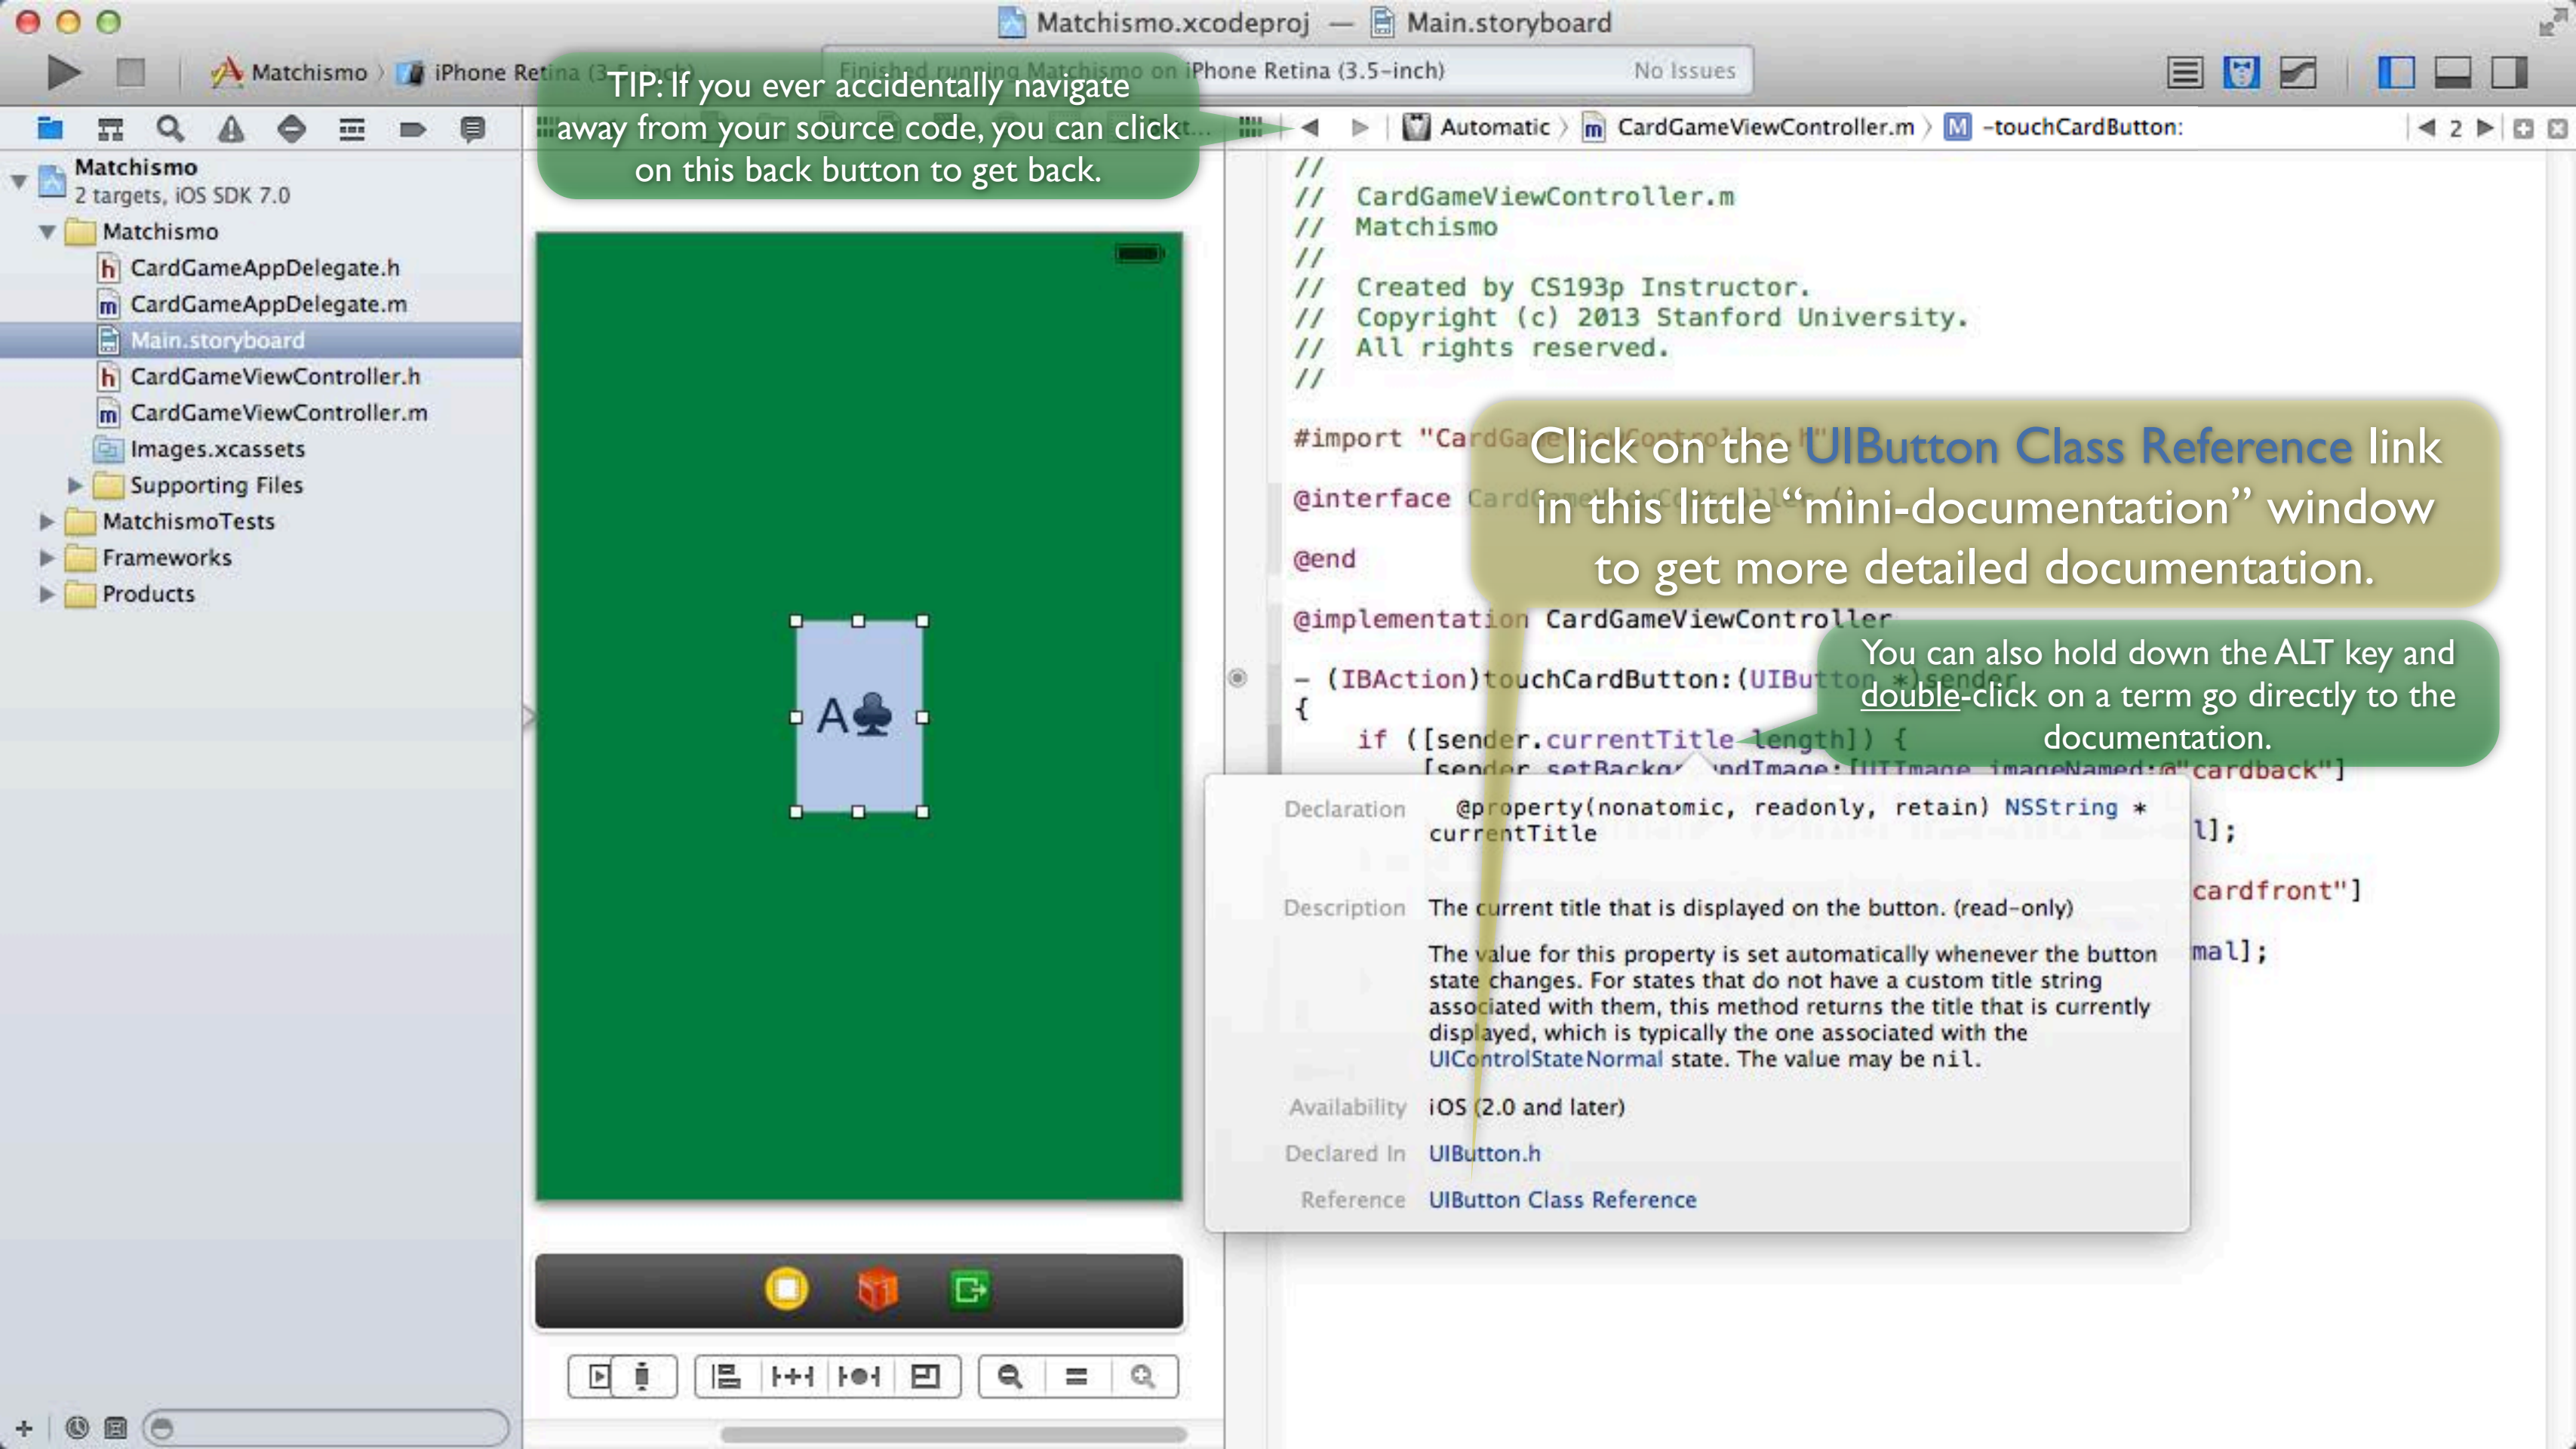 Matchismo.xcodeproj — Main.storyboard
Matchismo
iPhone Retina (3.5-inch)
Finished running Matchismo on iPhone Retina (3.5-inch)
No Issues
TIP: If you ever accidentally navigate
away from your source code, you can click
on this back button to get back.
Automatic
CardGameViewController.m
M
-touchCardButton:
2
Matchismo
2 targets, iOS SDK 7.0
Matchismo
h CardGameAppDelegate.h
m CardGameAppDelegate.m
Main.storyboard
h CardGameViewController.h
m CardGameViewController.m
Images.xcassets
Supporting Files
MatchismoTests
Frameworks
Products
A♣
//
// CardGameViewController.m
// Matchismo
//
// Created by CS193p Instructor.
// Copyright (c) 2013 Stanford University.
// All rights reserved.
//
#import "CardGameViewController.h"
@interface CardGameViewController ()
@end
@implementation CardGameViewController
- (IBAction)touchCardButton:(UIButton *)sender
{
if ([sender.currentTitle length]) {
[sender setBackgroundImage:[UIImage imageNamed:@"cardback"]
l];
cardfront"]
mal];
Click on the UIButton Class Reference link
in this little “mini-documentation” window
to get more detailed documentation.
You can also hold down the ALT key and
double-click on a term go directly to the
documentation.
Declaration @property(nonatomic, readonly, retain) NSString *
currentTitle
Description The current title that is displayed on the button. (read-only)
The value for this property is set automatically whenever the button
state changes. For states that do not have a custom title string
associated with them, this method returns the title that is currently
displayed, which is typically the one associated with the
UIControlStateNormal state. The value may be nil.
Availability iOS (2.0 and later)
Declared In UIButton.h
Reference UIButton Class Reference